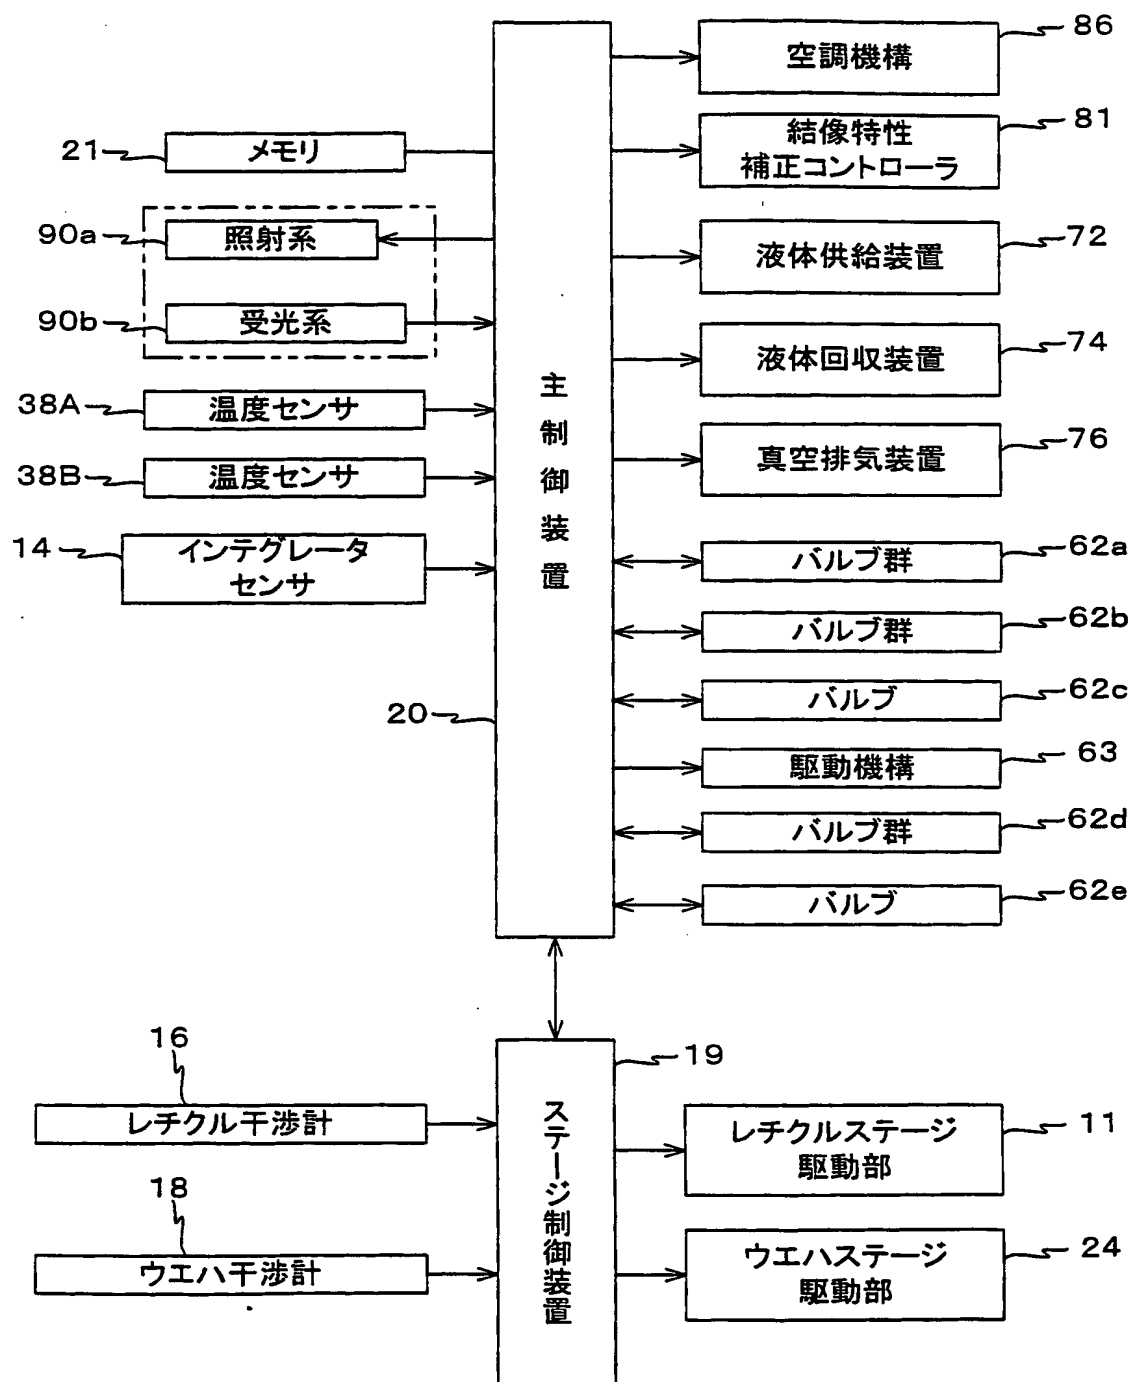 86
空調機構
81
結像特性
補正コントローラ
21
メモリ
90a
照射系
72
液体供給装置
90b
受光系
74
液体回収装置
38A
温度センサ
主制御装置
76
真空排気装置
38B
温度センサ
14
インテグレータ
センサ
62a
バルブ群
62b
バルブ群
20
62c
バルブ
63
駆動機構
62d
バルブ群
62e
バルブ
16
レチクル干渉計
19
ステージ制御装置
11
レチクルステージ
駆動部
18
ウエハ干渉計
24
ウエハステージ
駆動部